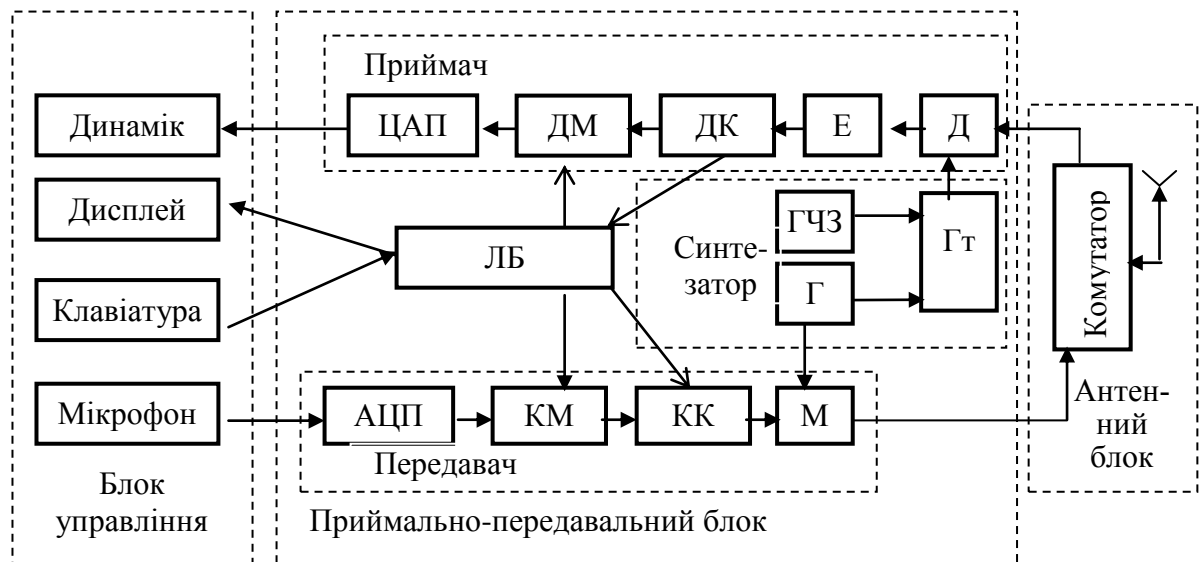 Приймач
Динамік
ЦАП
ДМ
ДК
Е
Д
Дисплей
ЛБ
Синте-
затор
ГЧЗ
Г
Гт
Комутатор
Клавіатура
Мікрофон
АЦП
КМ
КК
М
Передавач
Антен-
ний
блок
Блок
управління
Приймально-передавальний блок